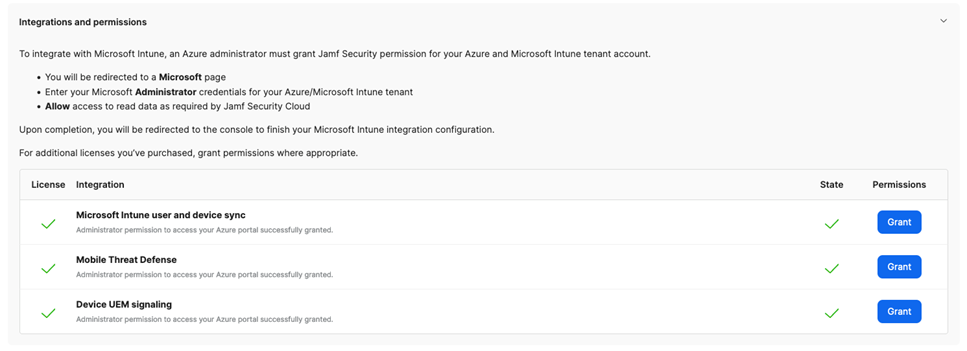 Integrations and permissions
To integrate with Microsoft Intune, an Azure administrator must grant Jamf Security permission for your Azure and Microsoft Intune tenant account.
• You will be redirected to a Microsoft page
• Enter your Microsoft Administrator credentials for your Azure/Microsoft Intune tenant
• Allow access to read data as required by Jamf Security Cloud
Upon completion, you will be redirected to the console to finish your Microsoft Intune integration configuration.
For additional licenses you've purchased, grant permissions where appropriate.
License Integration State Permissions
Microsoft Intune user and device sync
Administrator permission to access your Azure portal successfully granted.
Grant
Mobile Threat Defense
Administrator permission to access your Azure portal successfully granted.
Grant
Device UEM signaling
Administrator permission to access your Azure portal successfully granted.
Grant